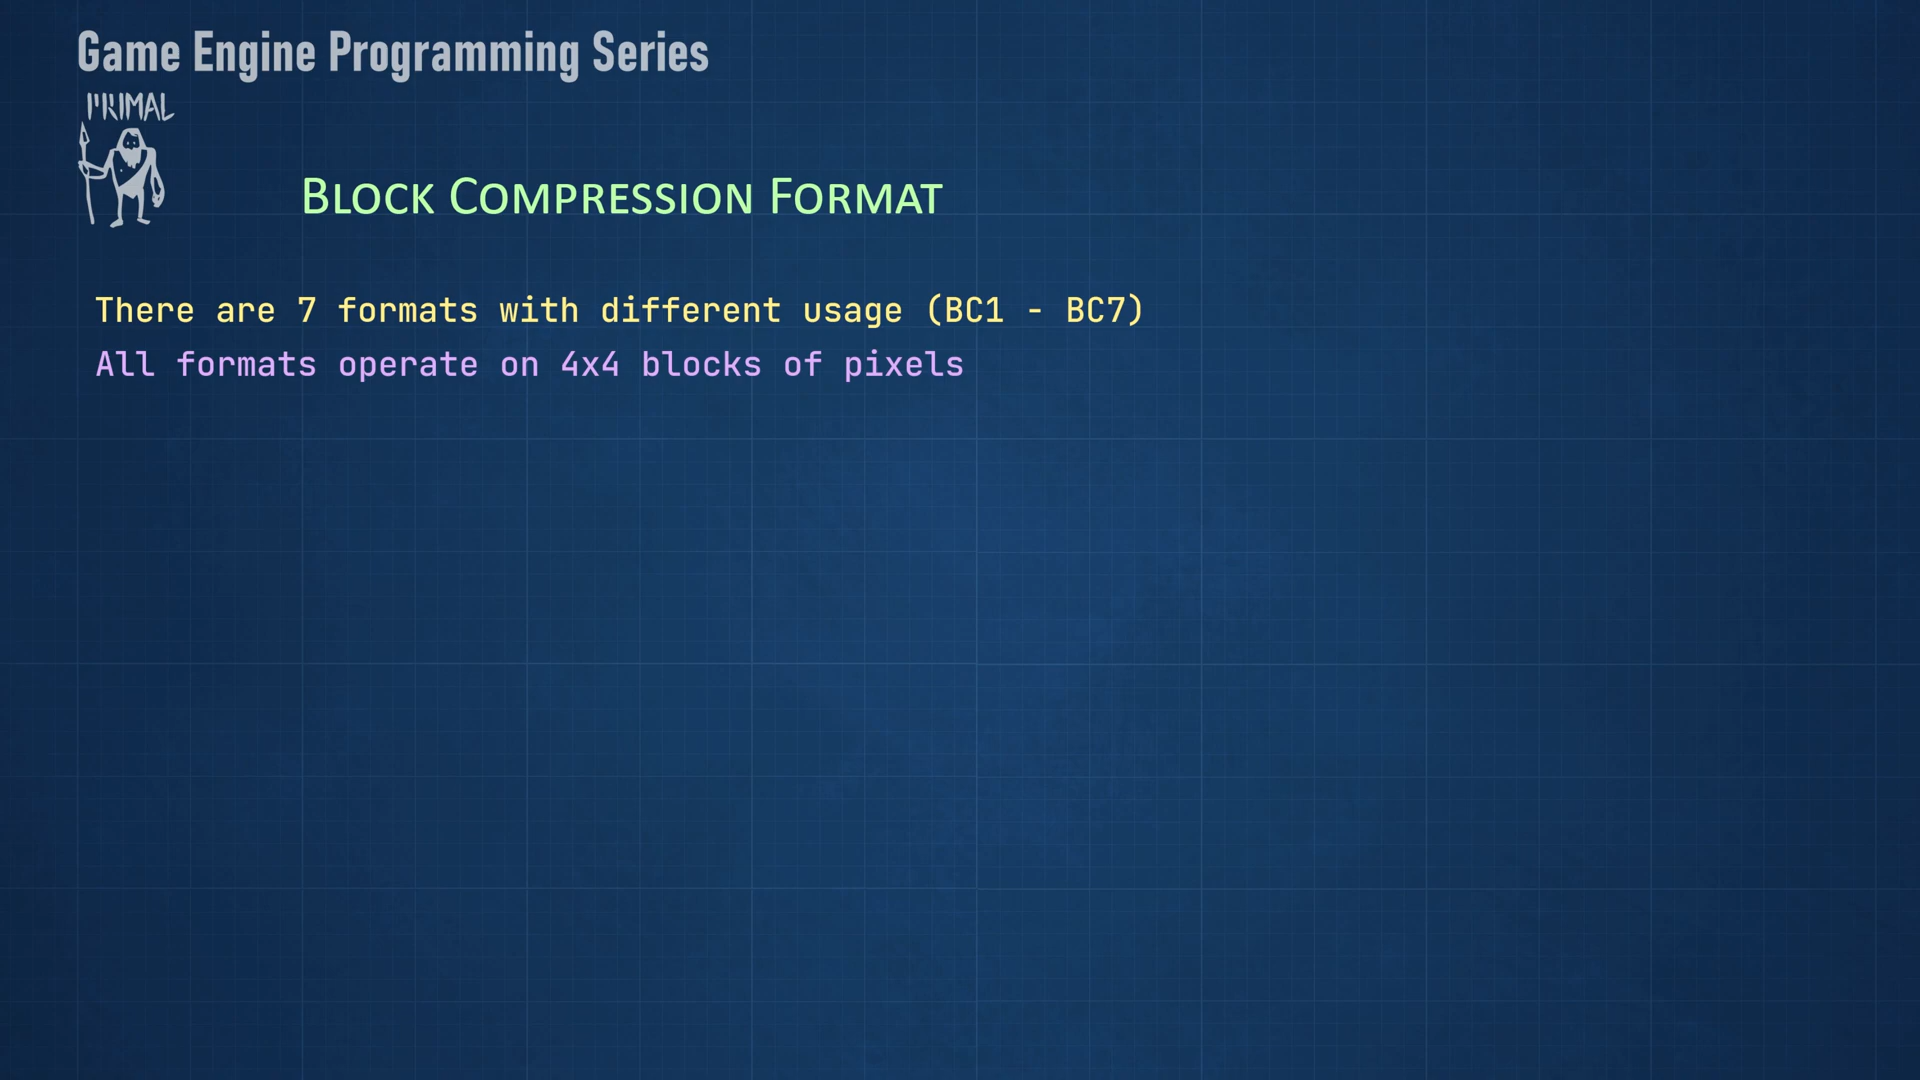 Game Engine Programming Series
PRIMAL
Block Compression Format
There are 7 formats with different usage (BC1 - BC7)
All formats operate on 4x4 blocks of pixels